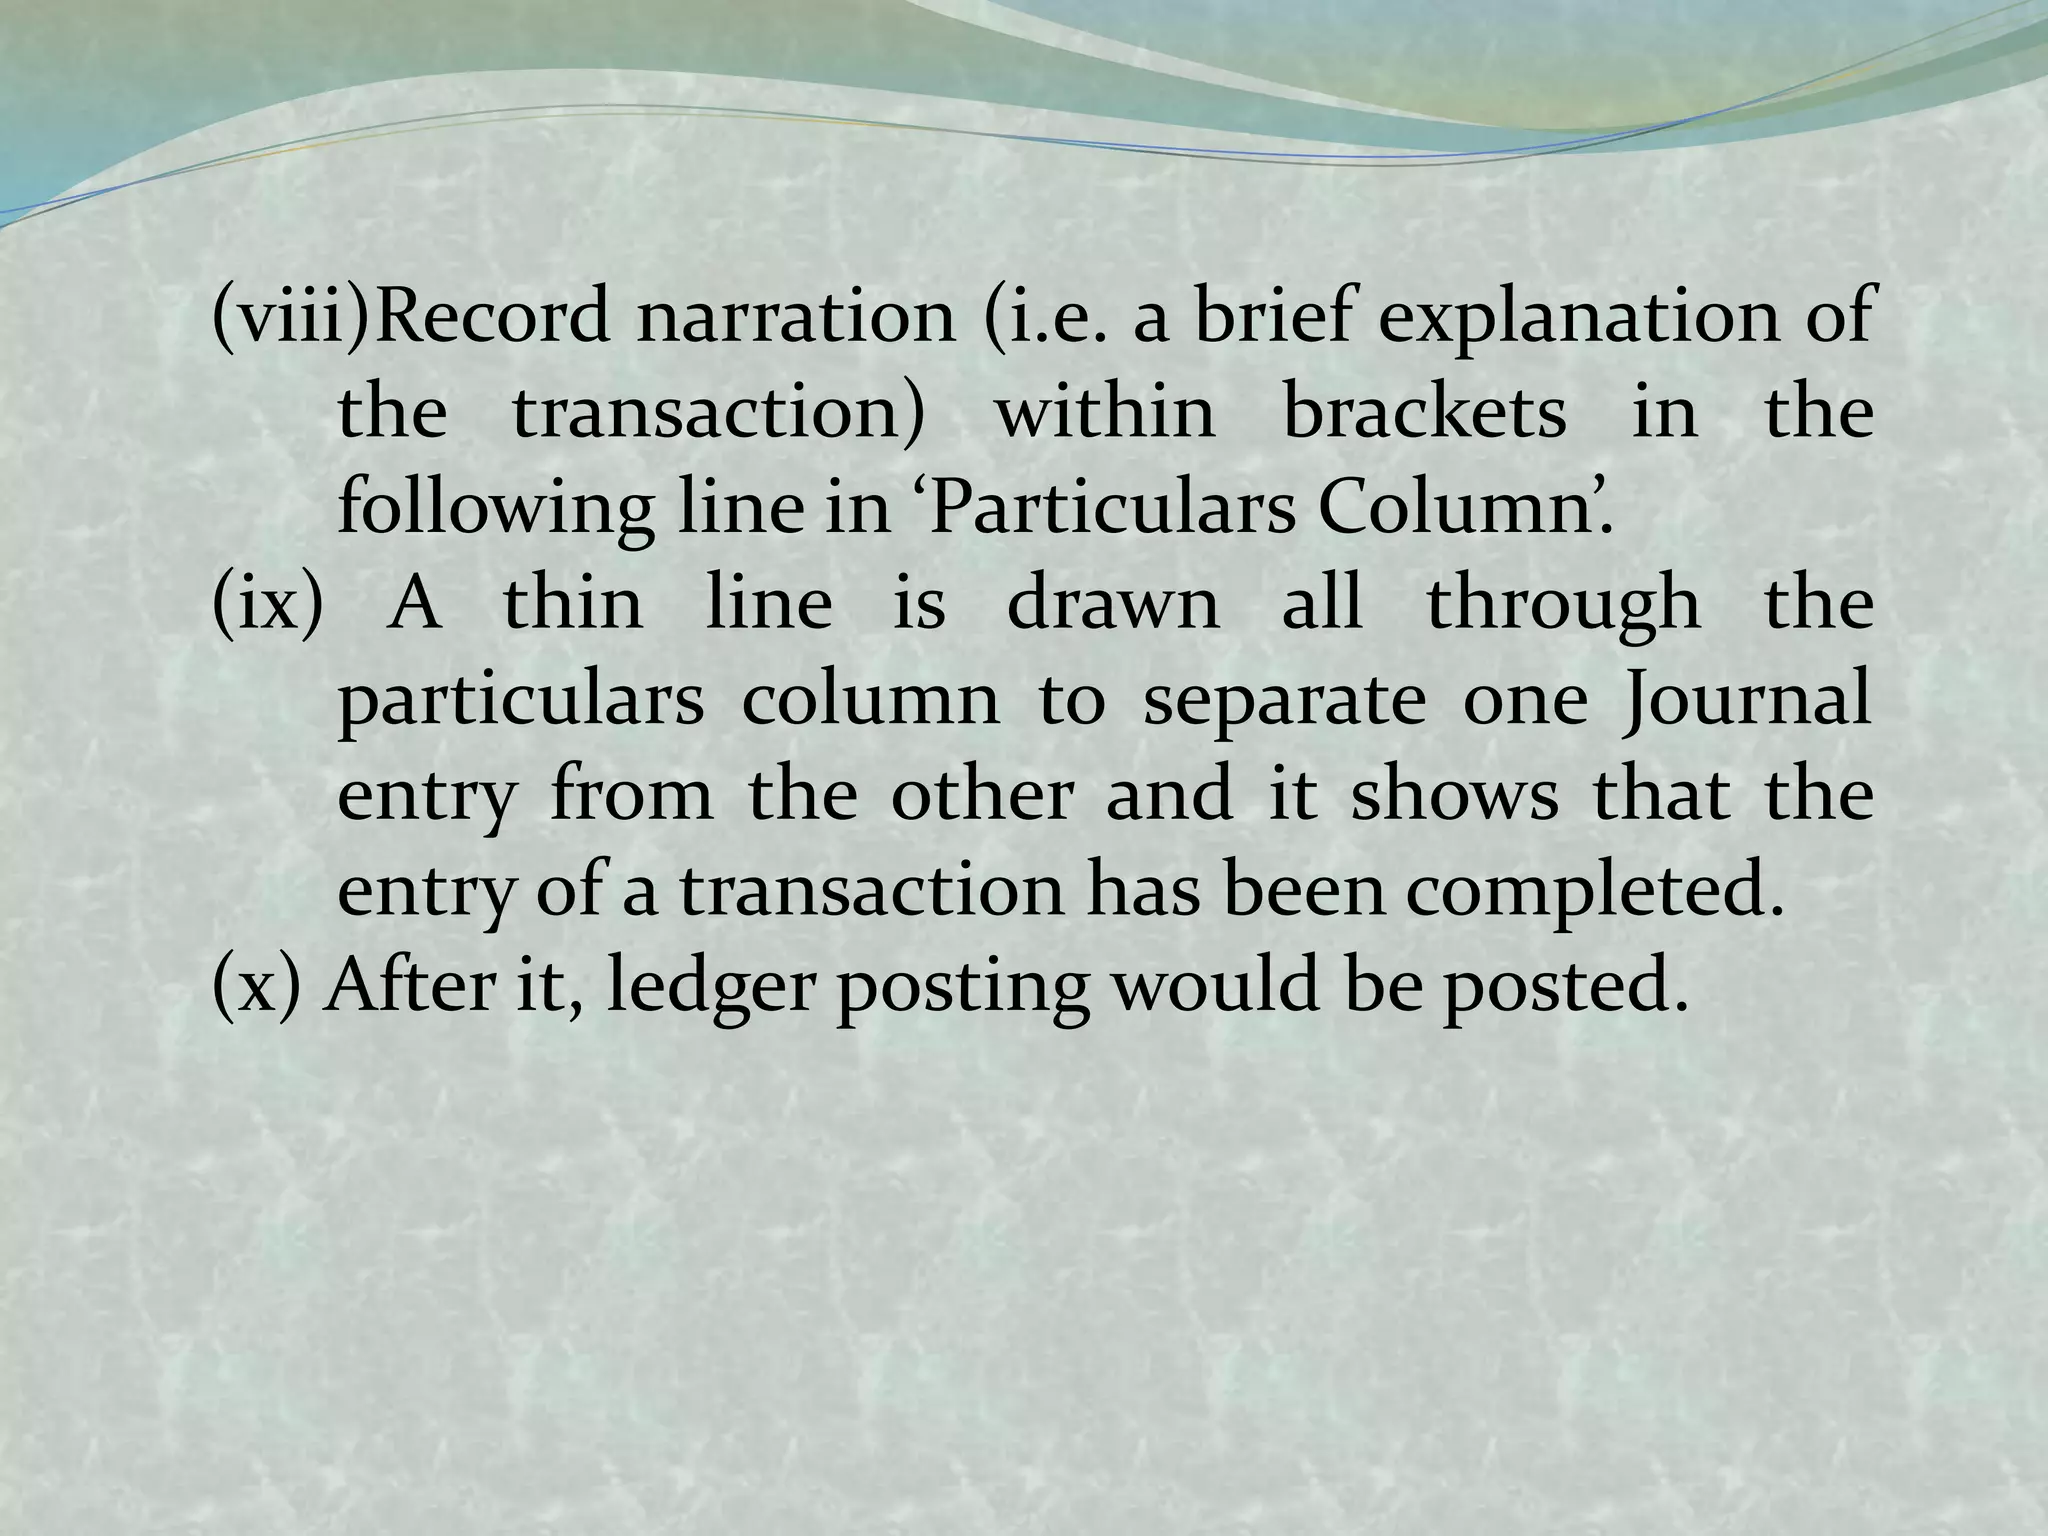 (viii)Record narration (i.e. a brief explanation of
the transaction) within brackets in the
following line in ‘Particulars Column’.
(ix) A thin line is drawn all through the
particulars column to separate one Journal
entry from the other and it shows that the
entry of a transaction has been completed.
(x) After it, ledger posting would be posted.